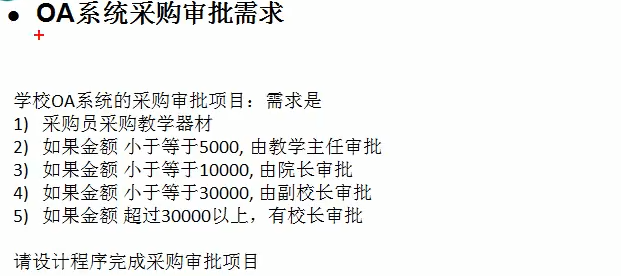 ● OA系统采购审批需求
学校OA系统的采购审批项目：需求是
1) 采购员采购教学器材
2) 如果金额 小于等于5000, 由教学主任审批
3) 如果金额 小于等于10000, 由院长审批
4) 如果金额 小于等于30000, 由副校长审批
5) 如果金额 超过30000以上，有校长审批
请设计程序完成采购审批项目